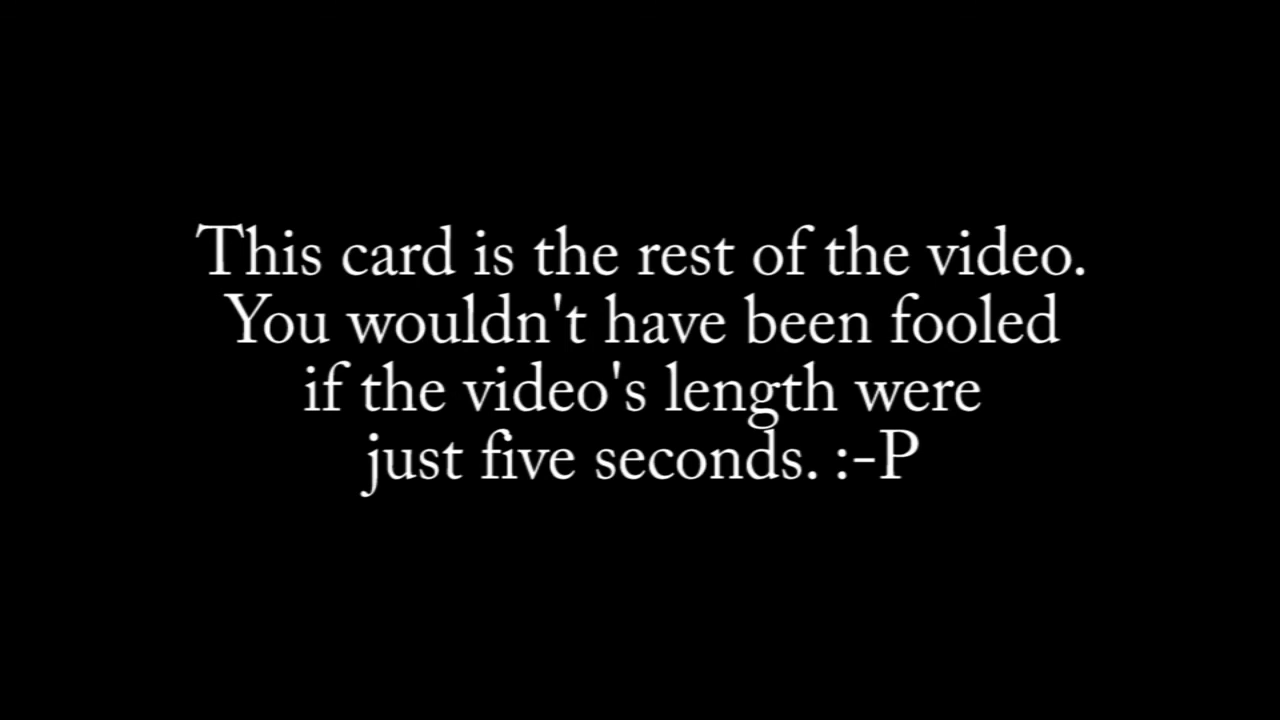 This card is the rest of the video.
You wouldn't have been fooled
if the video's length were
just five seconds. :-P